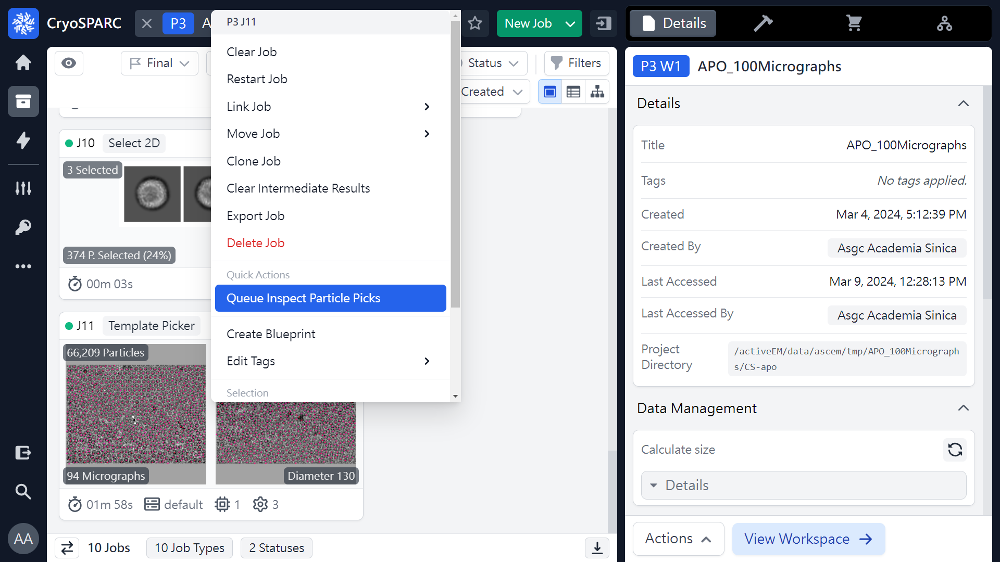 CryoSPARC
P3
A
New Job
Final
Status
Filters
Created
J10 Select 2D
3 Selected
374 P. Selected (24%)
00m 03s
J11 Template Picker
66,209 Particles
94 Micrographs
Diameter 130
01m 58s default 1 3
10 Jobs
10 Job Types
2 Statuses
AA
P3 J11
Clear Job
Restart Job
Link Job
Move Job
Clone Job
Clear Intermediate Results
Export Job
Delete Job
Quick Actions
Queue Inspect Particle Picks
Create Blueprint
Edit Tags
Selection
Details
P3 W1 APO_100Micrographs
Details
Title APO_100Micrographs
Tags No tags applied.
Created Mar 4, 2024, 5:12:39 PM
Created By Asgc Academia Sinica
Last Accessed Mar 9, 2024, 12:28:13 PM
Last Accessed By Asgc Academia Sinica
Project
Directory
/activeEM/data/ascem/tmp/APO_100Micrograph
s/CS-apo
Data Management
Calculate size
Details
Actions
View Workspace